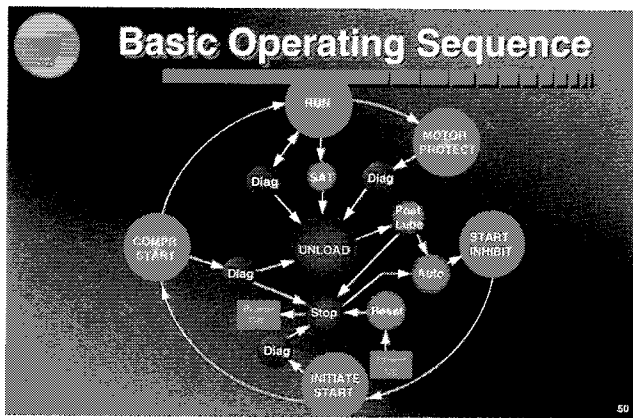 Basic Operating Sequence
RUN
MOTOR
PROTECT
Diag
SAT
Diag
Post
Lube
COMPR
START
UNLOAD
START
INHIBIT
Diag
Auto
Stop
Reset
Diag
INITIATE
START
50